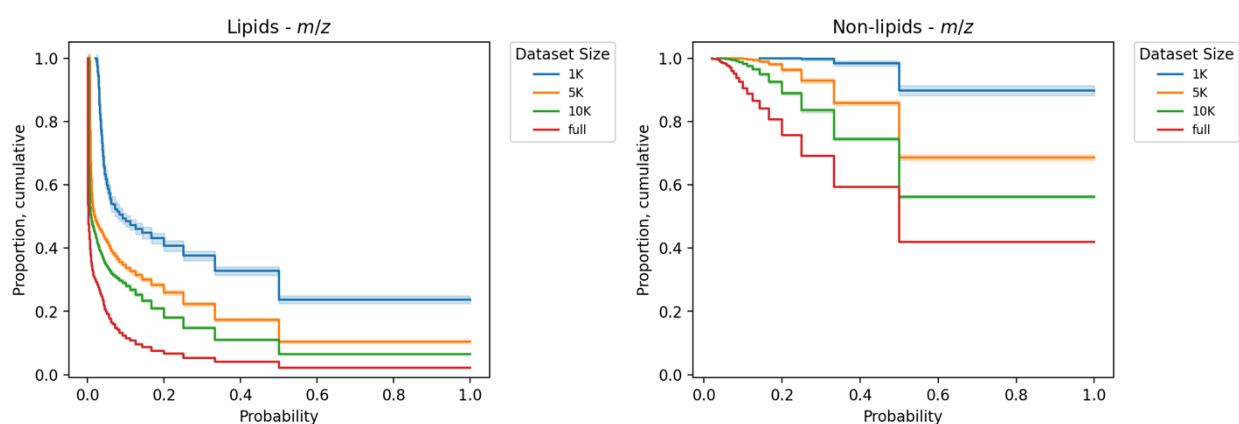 Lipids - m/z
Proportion, cumulative
1.0
0.8
0.6
0.4
0.2
0.0
0.0 0.2 0.4 0.6 0.8 1.0
Probability
Dataset Size
1K
5K
10K
full
Non-lipids - m/z
Proportion, cumulative
1.0
0.8
0.6
0.4
0.2
0.0
0.0 0.2 0.4 0.6 0.8 1.0
Probability
Dataset Size
1K
5K
10K
full